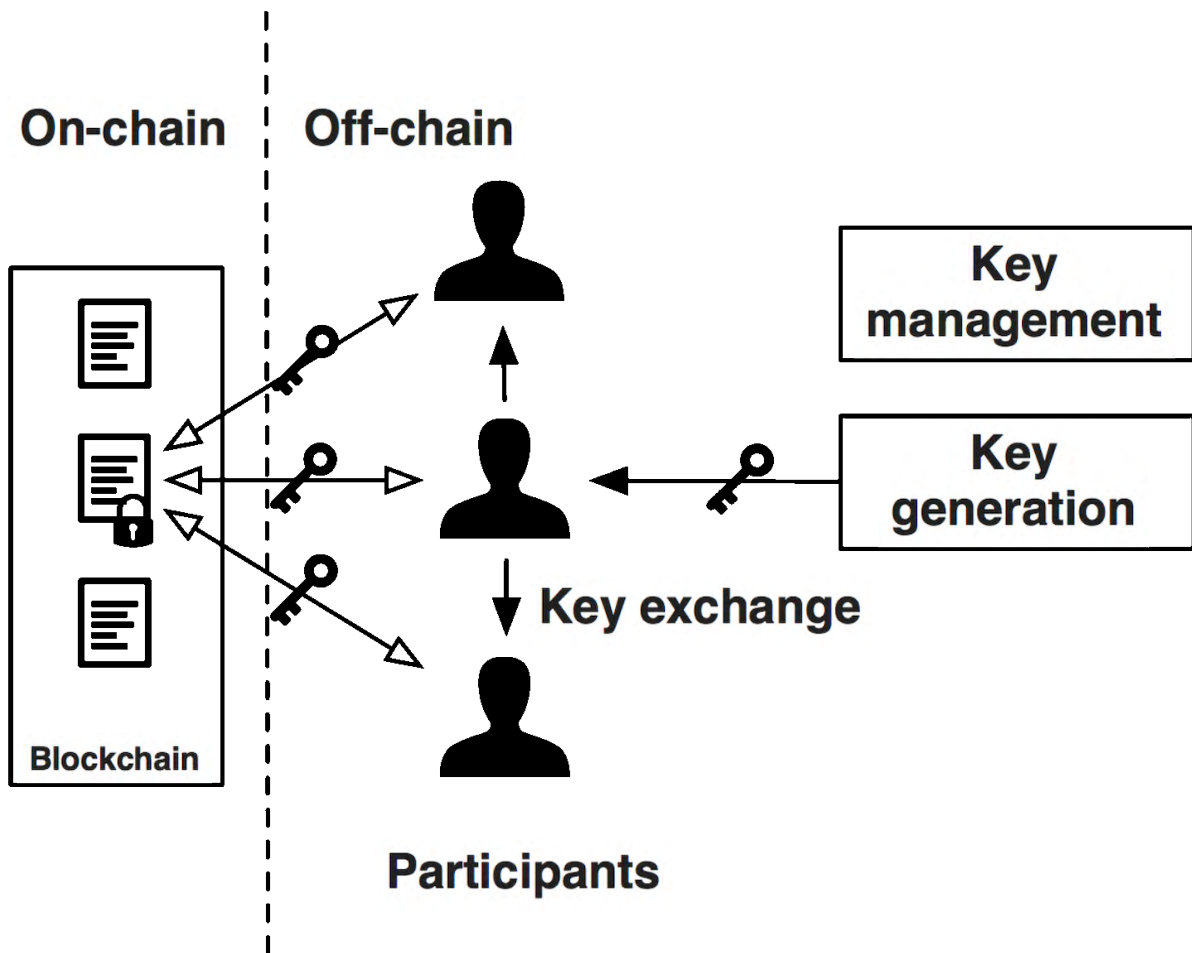 On-chain
Off-chain
Key
management
Key
generation
Key exchange
Blockchain
Participants